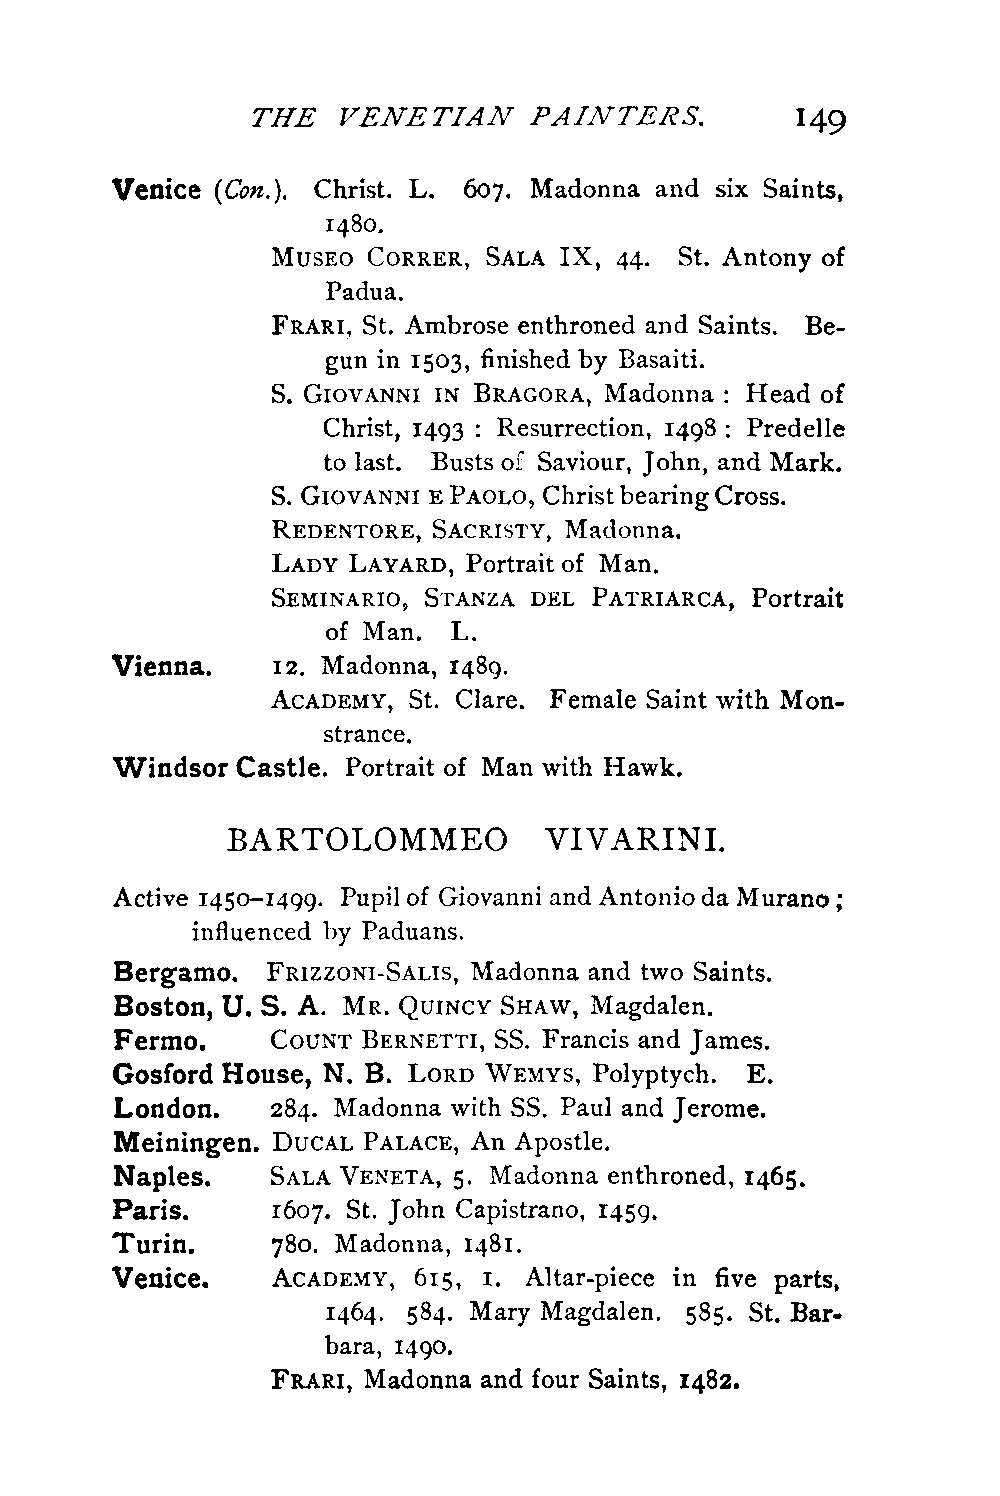 THE VENETIAN PAINTERS. 149
Venice (Con.). Christ. L. 607. Madonna and six Saints,
1480.
MUSEO CORRER, SALA IX, 44. St. Antony of
Padua.
FRARI, St. Ambrose enthroned and Saints. Be-
gun in 1503, finished by Basaiti.
S. GIOVANNI IN BRAGORA, Madonna : Head of
Christ, 1493 : Resurrection, 1498 : Predelle
to last. Busts of Saviour, John, and Mark.
S. GIOVANNI E PAOLO, Christ bearing Cross.
REDENTORE, SACRISTY, Madonna.
LADY LAYARD, Portrait of Man.
SEMINARIO, STANZA DEL PATRIARCA, Portrait
of Man. L.
Vienna. 12. Madonna, 1489.
ACADEMY, St. Clare. Female Saint with Mon-
strance.
Windsor Castle. Portrait of Man with Hawk.
BARTOLOMMEO VIVARINI.
Active 1450–1499. Pupil of Giovanni and Antonio da Murano ;
influenced by Paduans.
Bergamo. FRIZZONI-SALIS, Madonna and two Saints.
Boston, U. S. A. MR. QUINCY SHAW, Magdalen.
Fermo. COUNT BERNETTI, SS. Francis and James.
Gosford House, N. B. LORD WEMYS, Polyptych. E.
London. 284. Madonna with SS. Paul and Jerome.
Meiningen. DUCAL PALACE, An Apostle.
Naples. SALA VENETA, 5. Madonna enthroned, 1465.
Paris. 1607. St. John Capistrano, 1459.
Turin. 780. Madonna, 1481.
Venice. ACADEMY, 615, 1. Altar-piece in five parts,
1464. 584. Mary Magdalen. 585. St. Bar-
bara, 1490.
FRARI, Madonna and four Saints, 1482.